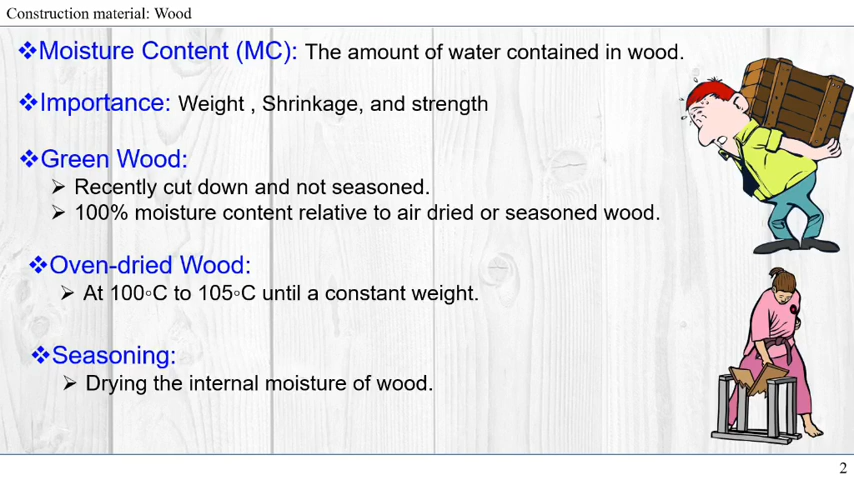 Construction material: Wood
❖Moisture Content (MC): The amount of water contained in wood.
❖Importance: Weight , Shrinkage, and strength
❖Green Wood:
➢ Recently cut down and not seasoned.
➢ 100% moisture content relative to air dried or seasoned wood.
❖Oven-dried Wood:
➢ At 100◦C to 105◦C until a constant weight.
❖Seasoning:
➢ Drying the internal moisture of wood.
2